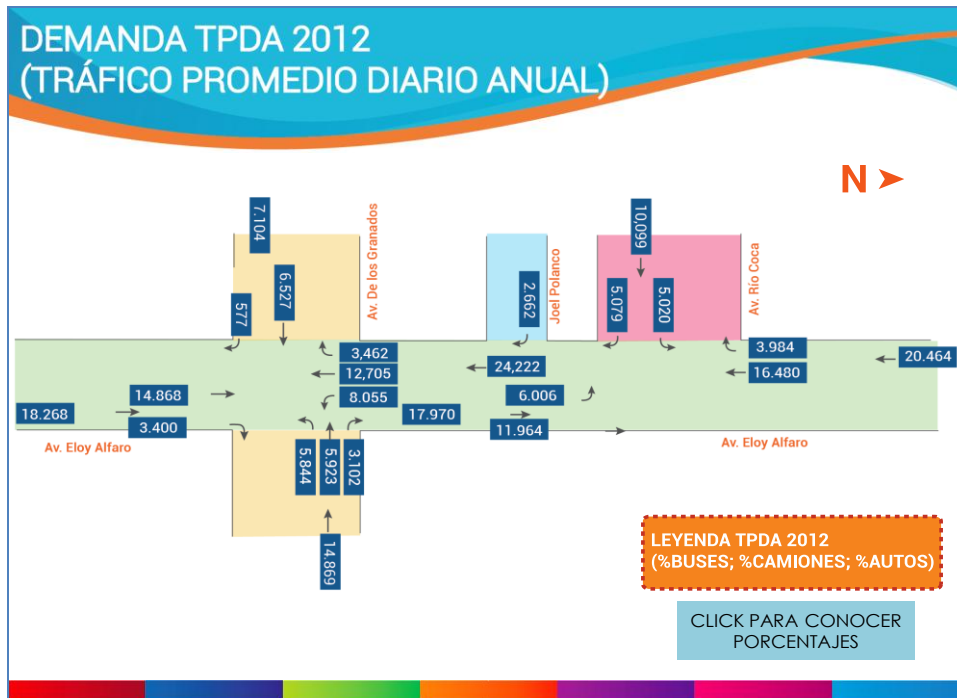 DEMANDA TPDA 2012
(TRÁFICO PROMEDIO DIARIO ANUAL)
N
7.104
6.527
577
Av. De los Granados
2.662
Joel Polanco
10,099
5.079
5.020
Av. Río Coca
3,462
12,705
8.055
24,222
3.984
16.480
20.464
14.868
18.268
3.400
17.970
6.006
11.964
Av. Eloy Alfaro
Av. Eloy Alfaro
5.844
5.923
3.102
14.869
LEYENDA TPDA 2012
(%BUSES; %CAMIONES; %AUTOS)
CLICK PARA CONOCER
PORCENTAJES